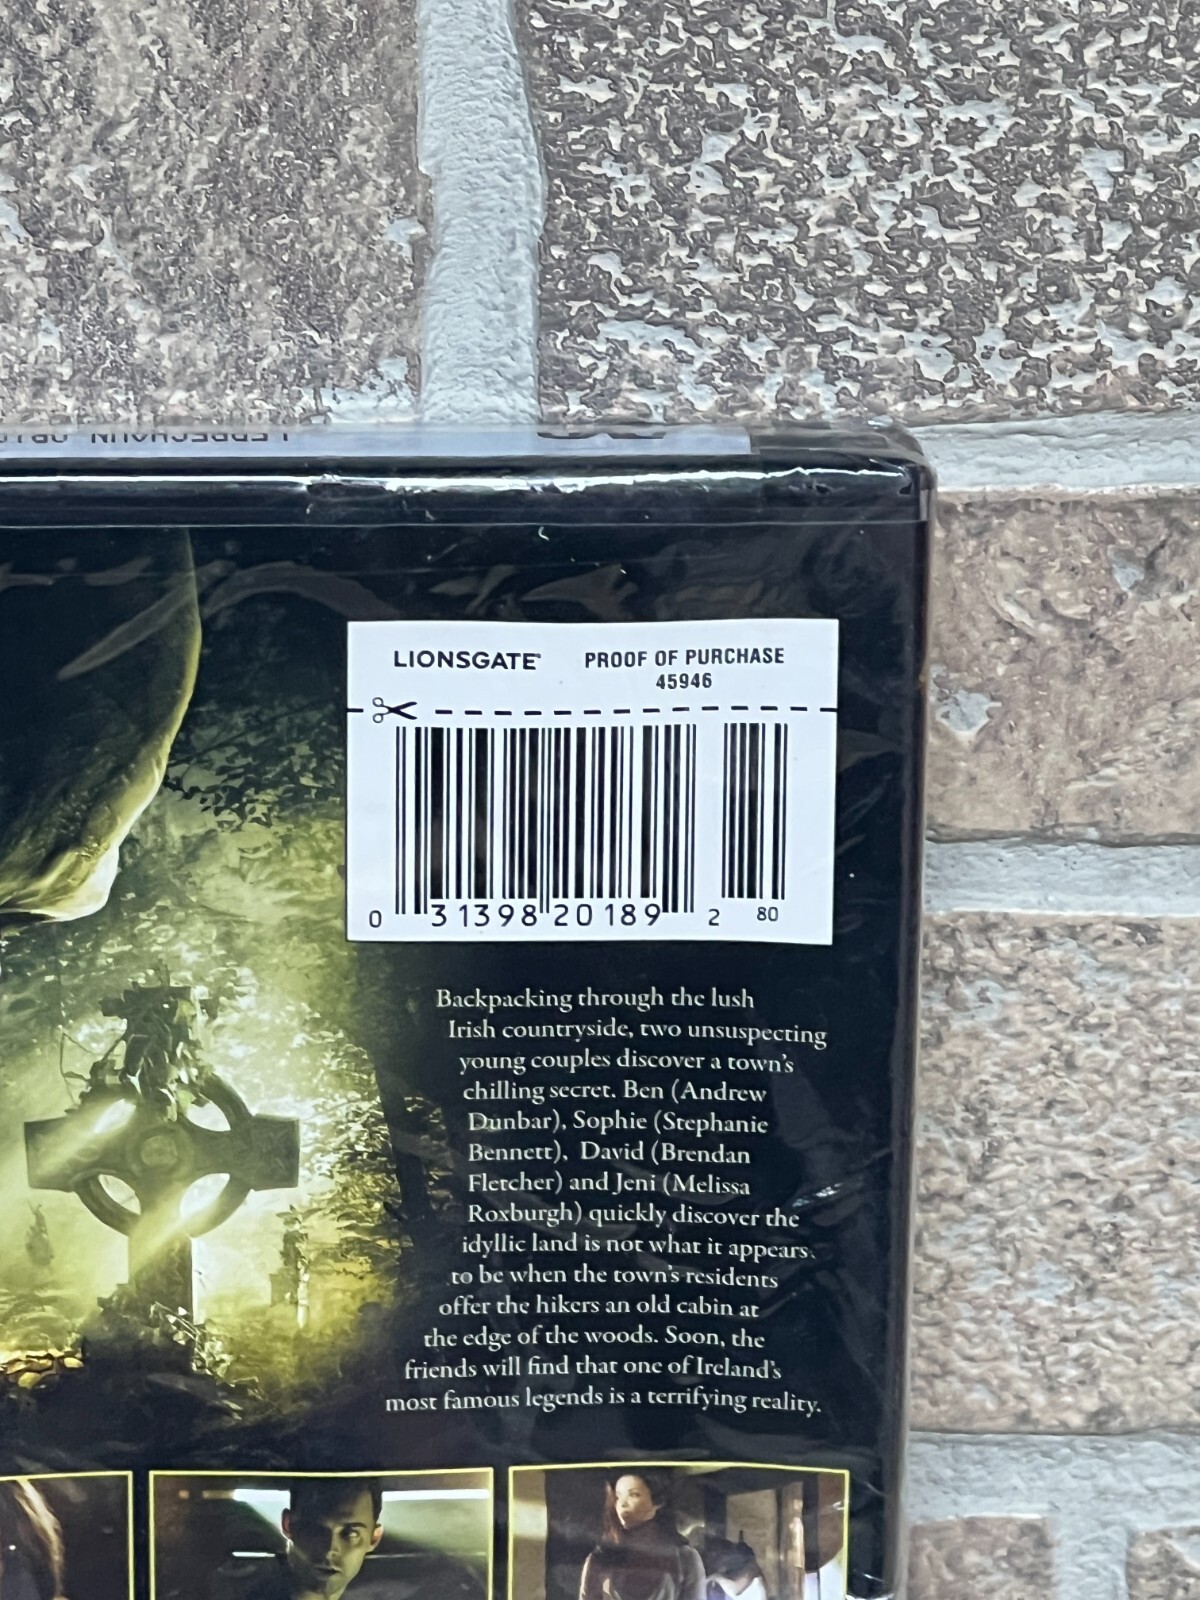 LEPRECHAUN
LIONSGATE
PROOF OF PURCHASE
45946
0 31398 20189 2 80
Backpacking through the lush
Irish countryside, two unsuspecting
young couples discover a town's
chilling secret. Ben (Andrew
Dunbar), Sophie (Stephanie
Bennett), David (Brendan
Fletcher) and Jeni (Melissa
Roxburgh) quickly discover the
idyllic land is not what it appears
to be when the town's residents
offer the hikers an old cabin at
the edge of the woods. Soon, the
friends will find that one of Ireland's
most famous legends is a terrifying reality.